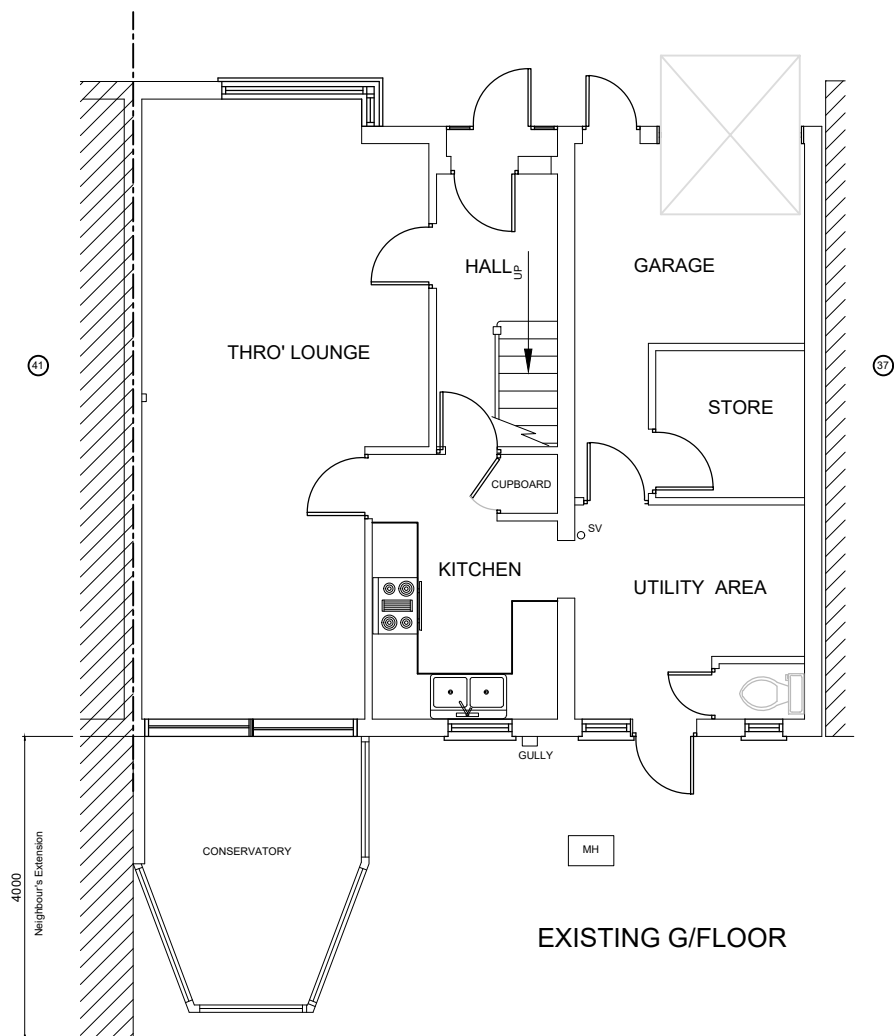 HALL
UP
GARAGE
THRO' LOUNGE
41
37
STORE
CUPBOARD
SV
KITCHEN
UTILITY AREA
GULLY
CONSERVATORY
MH
4000
Neighbour's Extension
EXISTING G/FLOOR